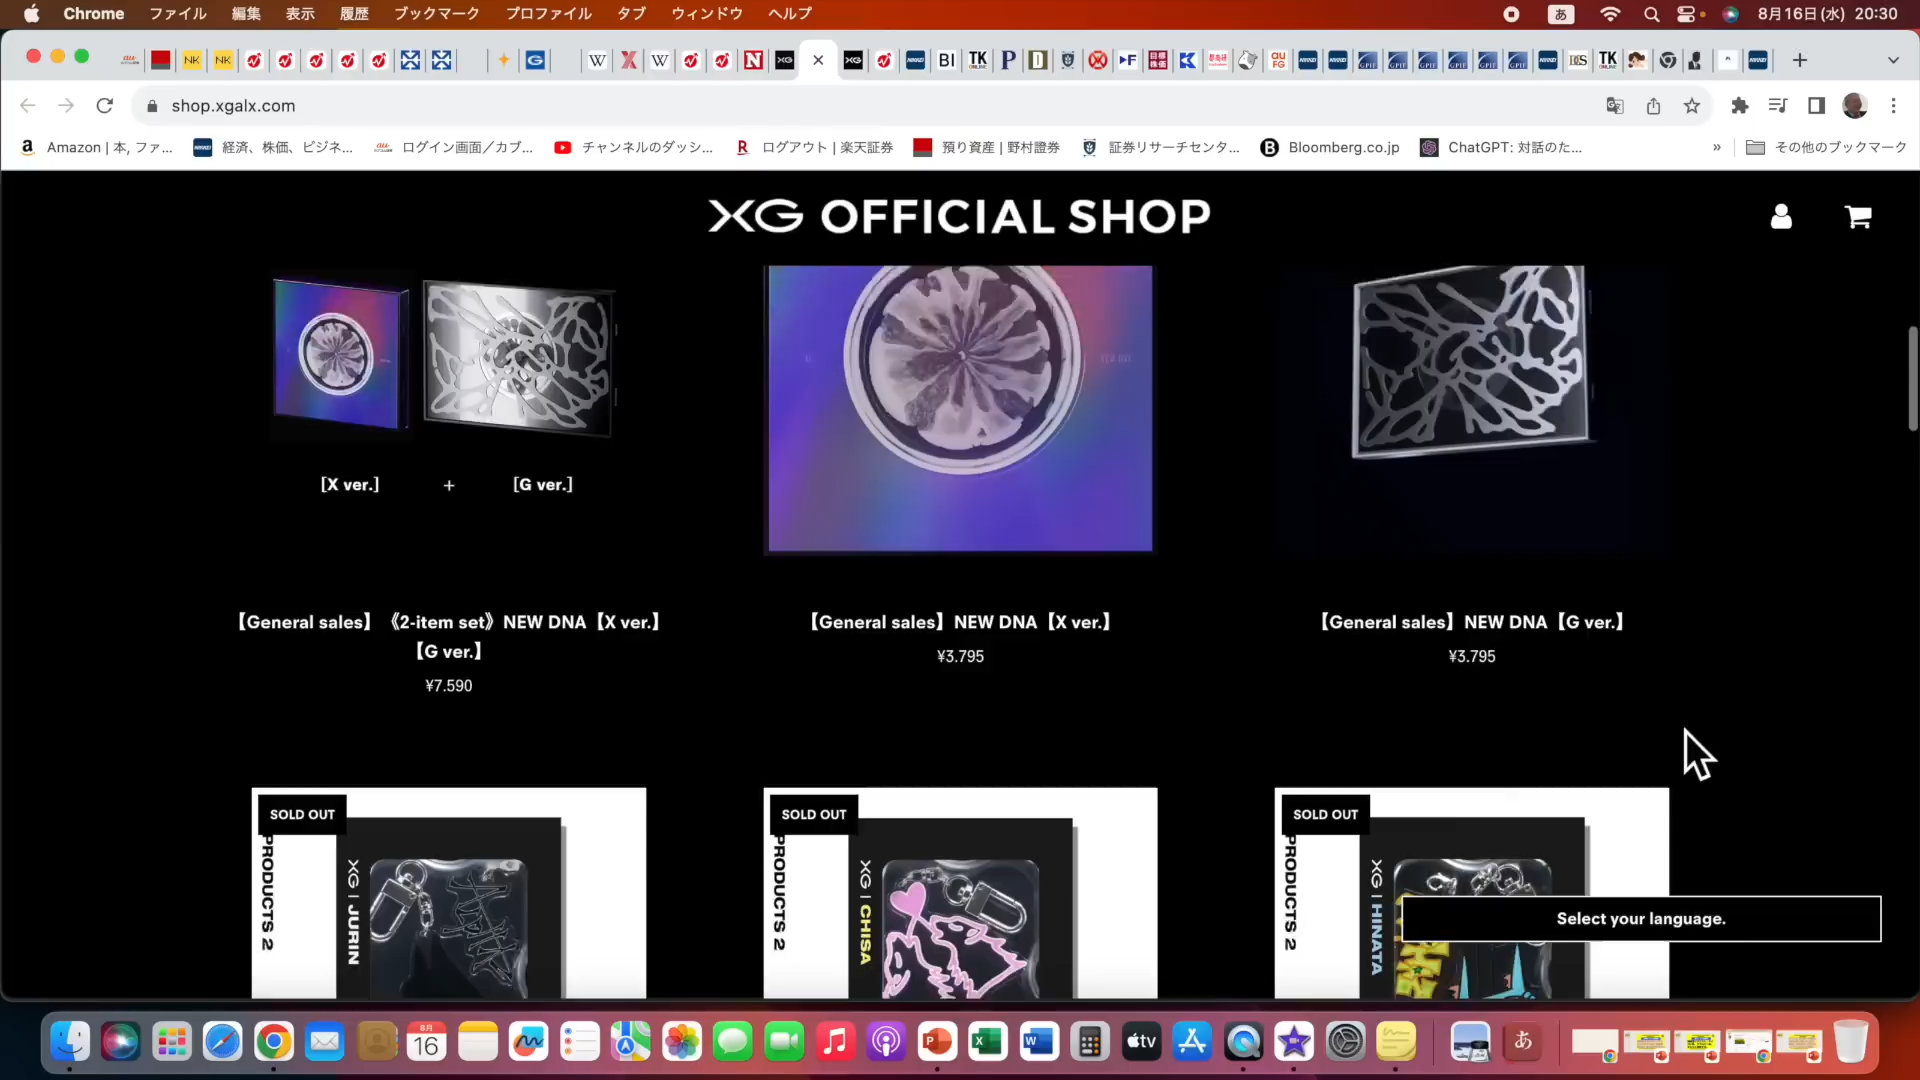 Chrome ファイル 編集 表示 履歴 ブックマーク プロファイル タブ ウィンドウ ヘルプ あ 8月16日(水) 20:30
shop.xgalx.com
Amazon | 本, ファ... 経済、株価、ビジネ... ログイン画面／カブ... チャンネルのダッシ... ログアウト | 楽天証券 預り資産 | 野村證券 証券リサーチセンタ... Bloomberg.co.jp ChatGPT: 対話のた... » その他のブックマーク
XG OFFICIAL SHOP
[X ver.] + [G ver.]
【General sales】《2-item set》NEW DNA【X ver.】
【G ver.】
¥7.590
【General sales】NEW DNA【X ver.】
¥3.795
【General sales】NEW DNA【G ver.】
¥3.795
SOLD OUT
PRODUCTS 2
XG | JURIN
SOLD OUT
PRODUCTS 2
XG | CHISA
SOLD OUT
PRODUCTS 2
XG | HINATA
Select your language.
8月
16
tv
あ